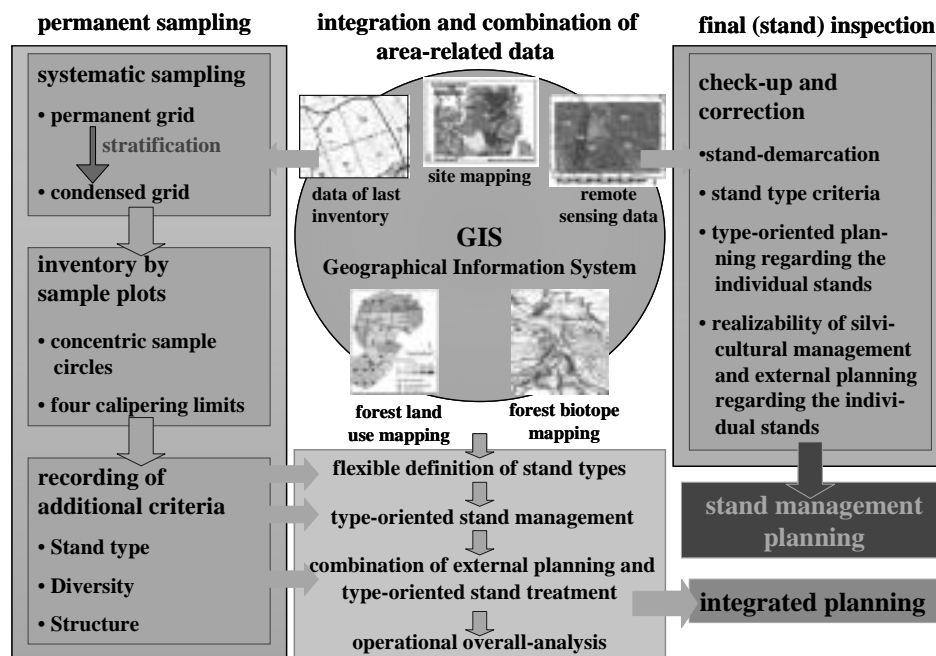 permanent sampling
systematic sampling
• permanent grid
stratification
• condensed grid
inventory by
sample plots
• concentric sample
circles
• four calipering limits
recording of
additional criteria
• Stand type
• Diversity
• Structure
integration and combination of
area-related data
data of last
inventory
site mapping
remote
sensing data
GIS
Geographical Information System
forest land
use mapping
forest biotope
mapping
flexible definition of stand types
type-oriented stand management
combination of external planning and
type-oriented stand treatment
operational overall-analysis
final (stand) inspection
check-up and
correction
•stand-demarcation
• stand type criteria
• type-oriented plan-
ning regarding the
individual stands
• realizability of silvi-
cultural management
and external planning
regarding the indivi-
dual stands
stand management
planning
integrated planning